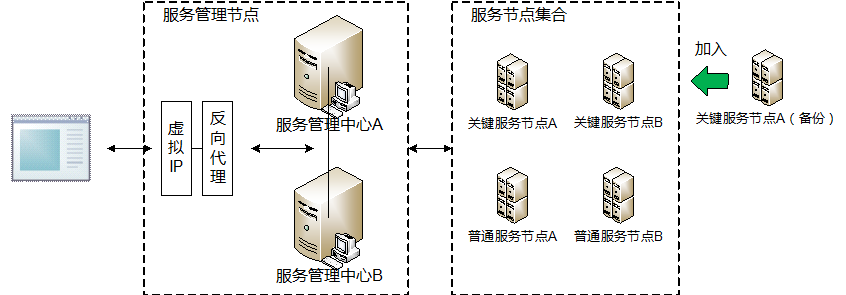 服务管理节点
服务节点集合
加入
关键服务节点A（备份）
虚拟IP
反向代理
服务管理中心A
服务管理中心B
关键服务节点A
关键服务节点B
普通服务节点A
普通服务节点B